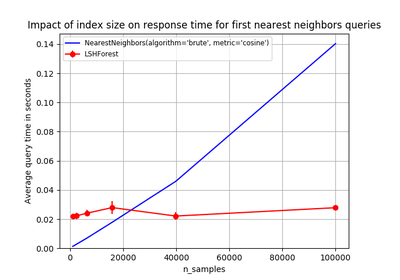 Impact of index size on response time for first nearest neighbors queries
NearestNeighbors(algorithm='brute', metric='cosine')
LSHForest
Average query time in seconds
0.14
0.12
0.10
0.08
0.06
0.04
0.02
0.00
0 20000 40000 60000 80000 100000
n_samples